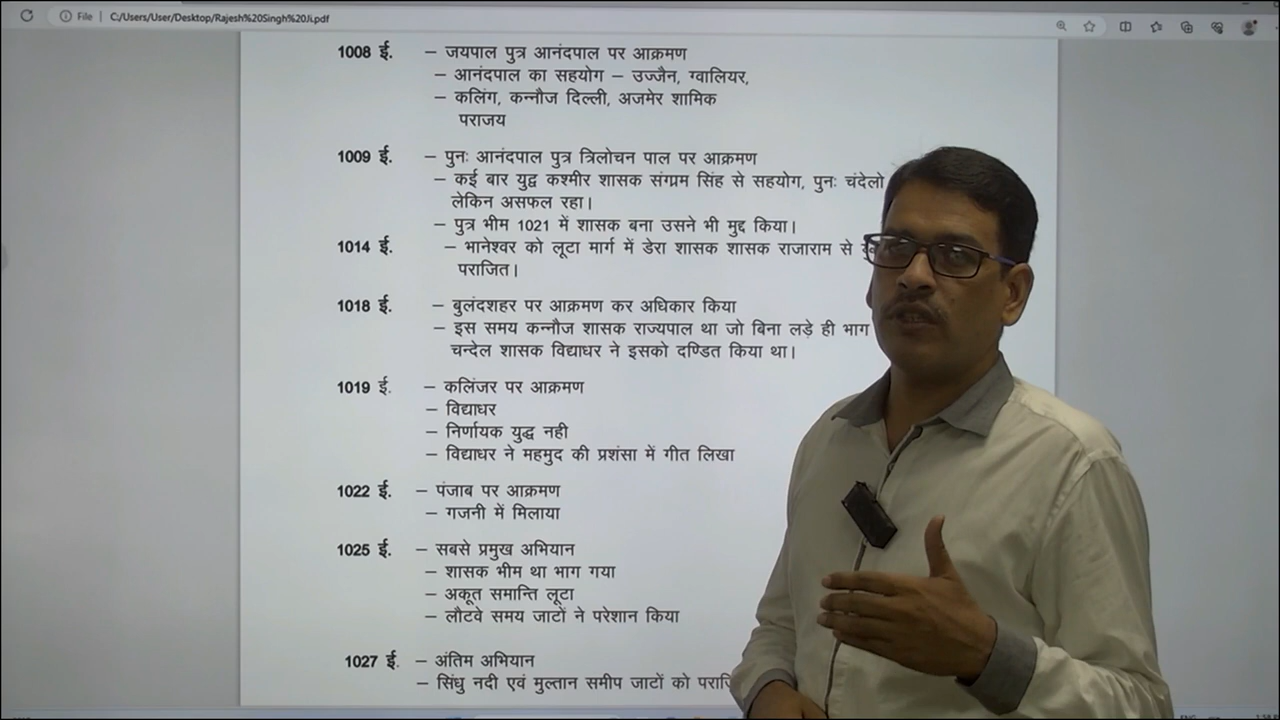 File | C:/Users/User/Desktop/Rajesh%20Singh%20Ji.pdf
1008 ई. – जयपाल पुत्र आनंदपाल पर आक्रमण
– आनंदपाल का सहयोग – उज्जैन, ग्वालियर,
– कलिंग, कन्नौज दिल्ली, अजमेर शामिक
पराजय
1009 ई. – पुनः आनंदपाल पुत्र त्रिलोचन पाल पर आक्रमण
– कई बार युद्व कश्मीर शासक संग्रम सिंह से सहयोग, पुनः चंदेलो
लेकिन असफल रहा।
– पुत्र भीम 1021 में शासक बना उसने भी मुद्द किया।
1014 ई. – भानेश्वर को लूटा मार्ग में डेरा शासक शासक राजाराम से
पराजित।
1018 ई. – बुलंदशहर पर आक्रमण कर अधिकार किया
– इस समय कन्नौज शासक राज्यपाल था जो बिना लड़े ही भाग
चन्देल शासक विद्याधर ने इसको दण्डित किया था।
1019 ई. – कलिंजर पर आक्रमण
– विद्याधर
– निर्णायक युद्ध नही
– विद्याधर ने महमुद की प्रशंसा में गीत लिखा
1022 ई. – पंजाब पर आक्रमण
– गजनी में मिलाया
1025 ई. – सबसे प्रमुख अभियान
– शासक भीम था भाग गया
– अकूत समान्ति लूटा
– लौटवे समय जाटों ने परेशान किया
1027 ई. – अंतिम अभियान
– सिंधु नदी एवं मुल्तान समीप जाटों को